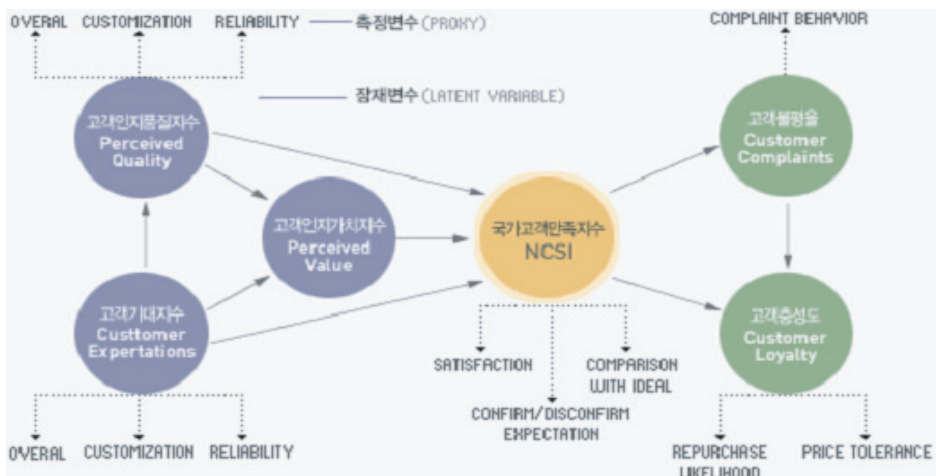 OVERAL CUSTOMIZATION RELIABILITY
측정변수 (PROXY)
COMPLAINT BEHAVIOR
잠재변수 (LATENT VARIABLE)
고객인지품질지수
Perceived
Quality
고객불평율
Customer
Complaints
고객인지가치지수
Perceived
Value
국가고객만족지수
NCSI
고객기대지수
Custtomer
Expertations
고객충성도
Customer
Loyalty
SATISFACTION
COMPARISON
WITH IDEAL
CONFIRM/DISCONFIRM
EXPECTATION
OVERAL CUSTOMIZATION RELIABILITY
REPURCHASE
LIKELIHOOD
PRICE TOLERANCE